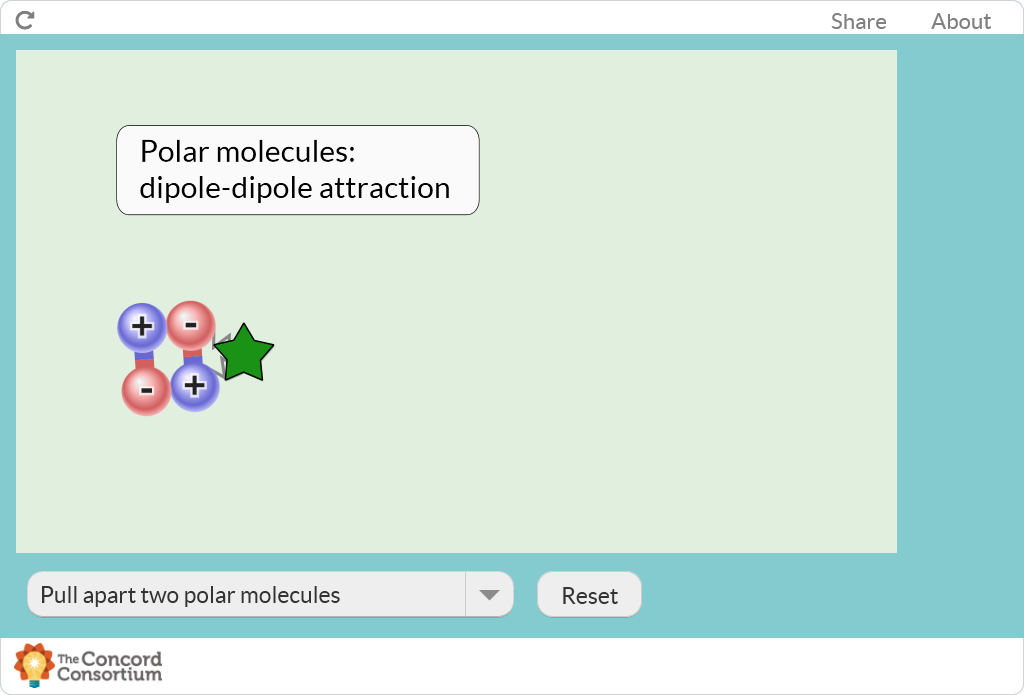 Share About
Polar molecules:
dipole-dipole attraction
+ -
- +
Pull apart two polar molecules
Reset
The Concord
Consortium